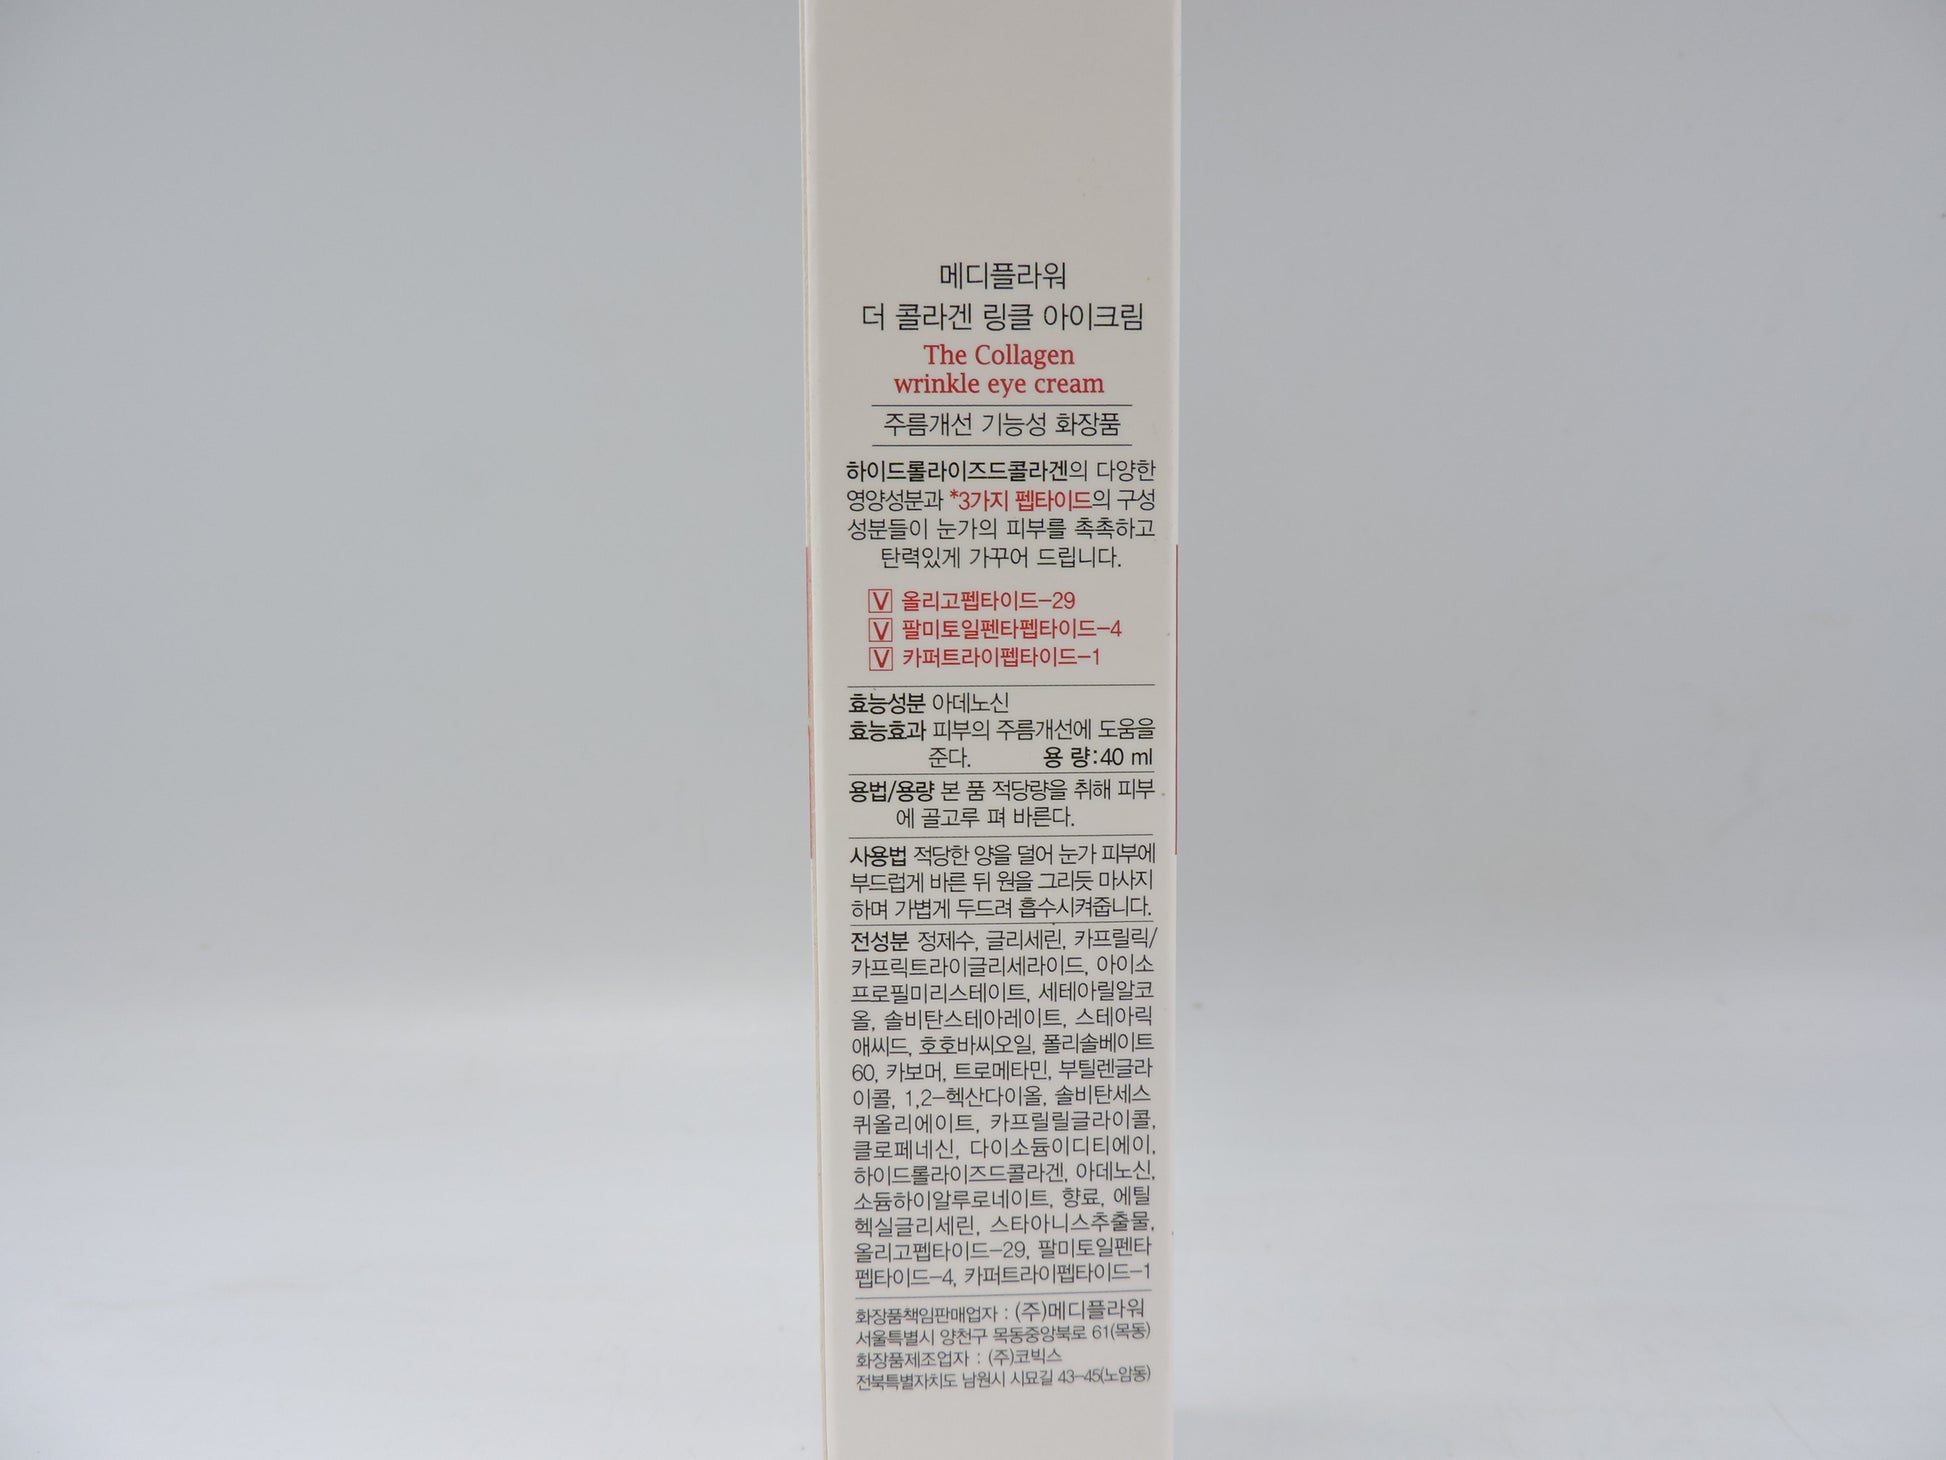 메디플라워
더 콜라겐 링클 아이크림
The Collagen
wrinkle eye cream
주름개선 기능성 화장품
하이드롤라이즈드콜라겐의 다양한
영양성분과 *3가지 펩타이드의 구성
성분들이 눈가의 피부를 촉촉하고
탄력있게 가꾸어 드립니다.
V 올리고펩타이드-29
V 팔미토일펜타펩타이드-4
V 카퍼트라이펩타이드-1
효능성분 아데노신
효능효과 피부의 주름개선에 도움을
준다. 용 량:40 ml
용법/용량 본 품 적당량을 취해 피부
에 골고루 펴 바른다.
사용법 적당한 양을 덜어 눈가 피부에
부드럽게 바른 뒤 원을 그리듯 마사지
하며 가볍게 두드려 흡수시켜줍니다.
전성분 정제수, 글리세린, 카프릴릭/
카프릭트라이글리세라이드, 아이소
프로필미리스테이트, 세테아릴알코
올, 솔비탄스테아레이트, 스테아릭
애씨드, 호호바씨오일, 폴리솔베이트
60, 카보머, 트로메타민, 부틸렌글라
이콜, 1,2-헥산다이올, 솔비탄세스
퀴올리에이트, 카프릴릴글라이콜,
클로페네신, 다이소듐이디티에이,
하이드롤라이즈드콜라겐, 아데노신,
소듐하이알루로네이트, 향료, 에틸
헥실글리세린, 스타아니스추출물,
올리고펩타이드-29, 팔미토일펜타
펩타이드-4, 카퍼트라이펩타이드-1
화장품책임판매업자 : (주)메디플라워
서울특별시 양천구 목동중앙북로 61(목동)
화장품제조업자 : (주)코빅스
전북특별자치도 남원시 시묘길 43-45(노암동)